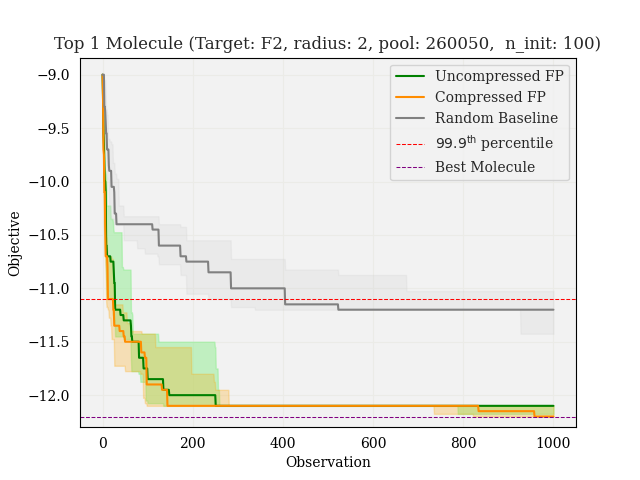 Top 1 Molecule (Target: F2, radius: 2, pool: 260050,  n_init: 100)
Uncompressed FP
Compressed FP
Random Baseline
99.9th percentile
Best Molecule
Objective
−9.0
−9.5
−10.0
−10.5
−11.0
−11.5
−12.0
0 200 400 600 800 1000
Observation